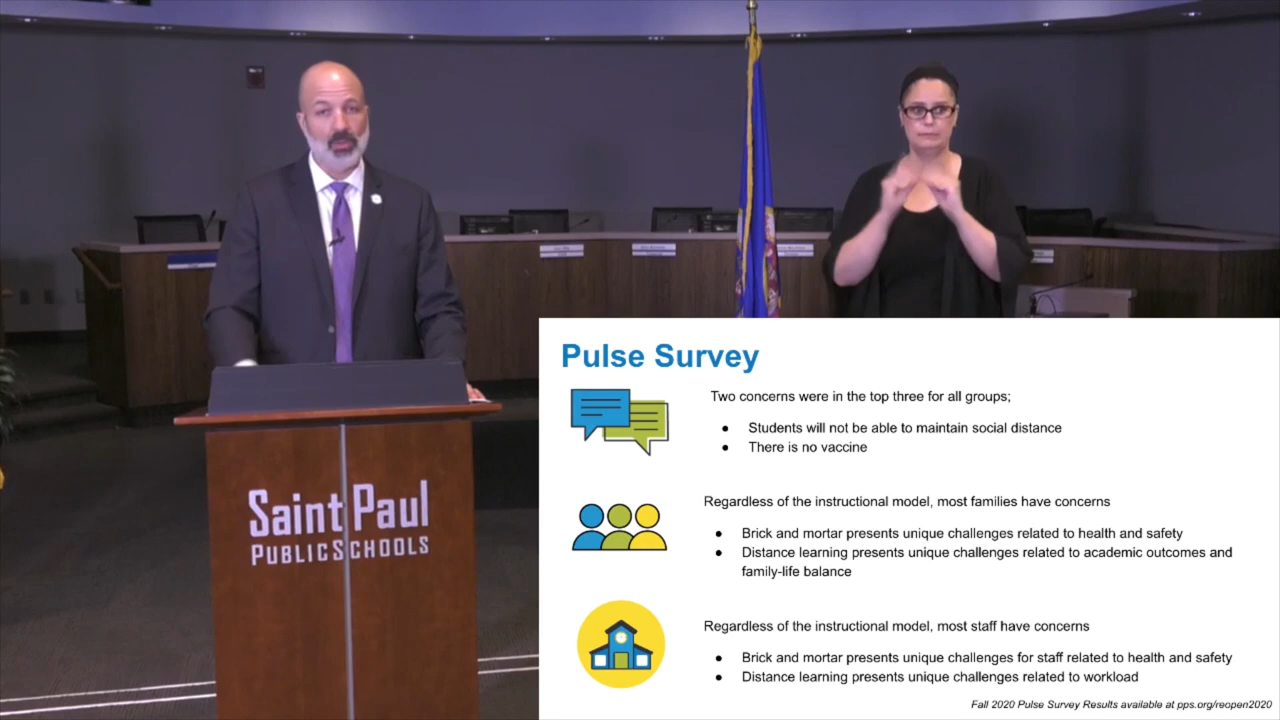 Saint Paul
PUBLIC SCHOOLS
Pulse Survey
Two concerns were in the top three for all groups;
● Students will not be able to maintain social distance
● There is no vaccine
Regardless of the instructional model, most families have concerns
● Brick and mortar presents unique challenges related to health and safety
● Distance learning presents unique challenges related to academic outcomes and
family-life balance
Regardless of the instructional model, most staff have concerns
● Brick and mortar presents unique challenges for staff related to health and safety
● Distance learning presents unique challenges related to workload
Fall 2020 Pulse Survey Results available at pps.org/reopen2020